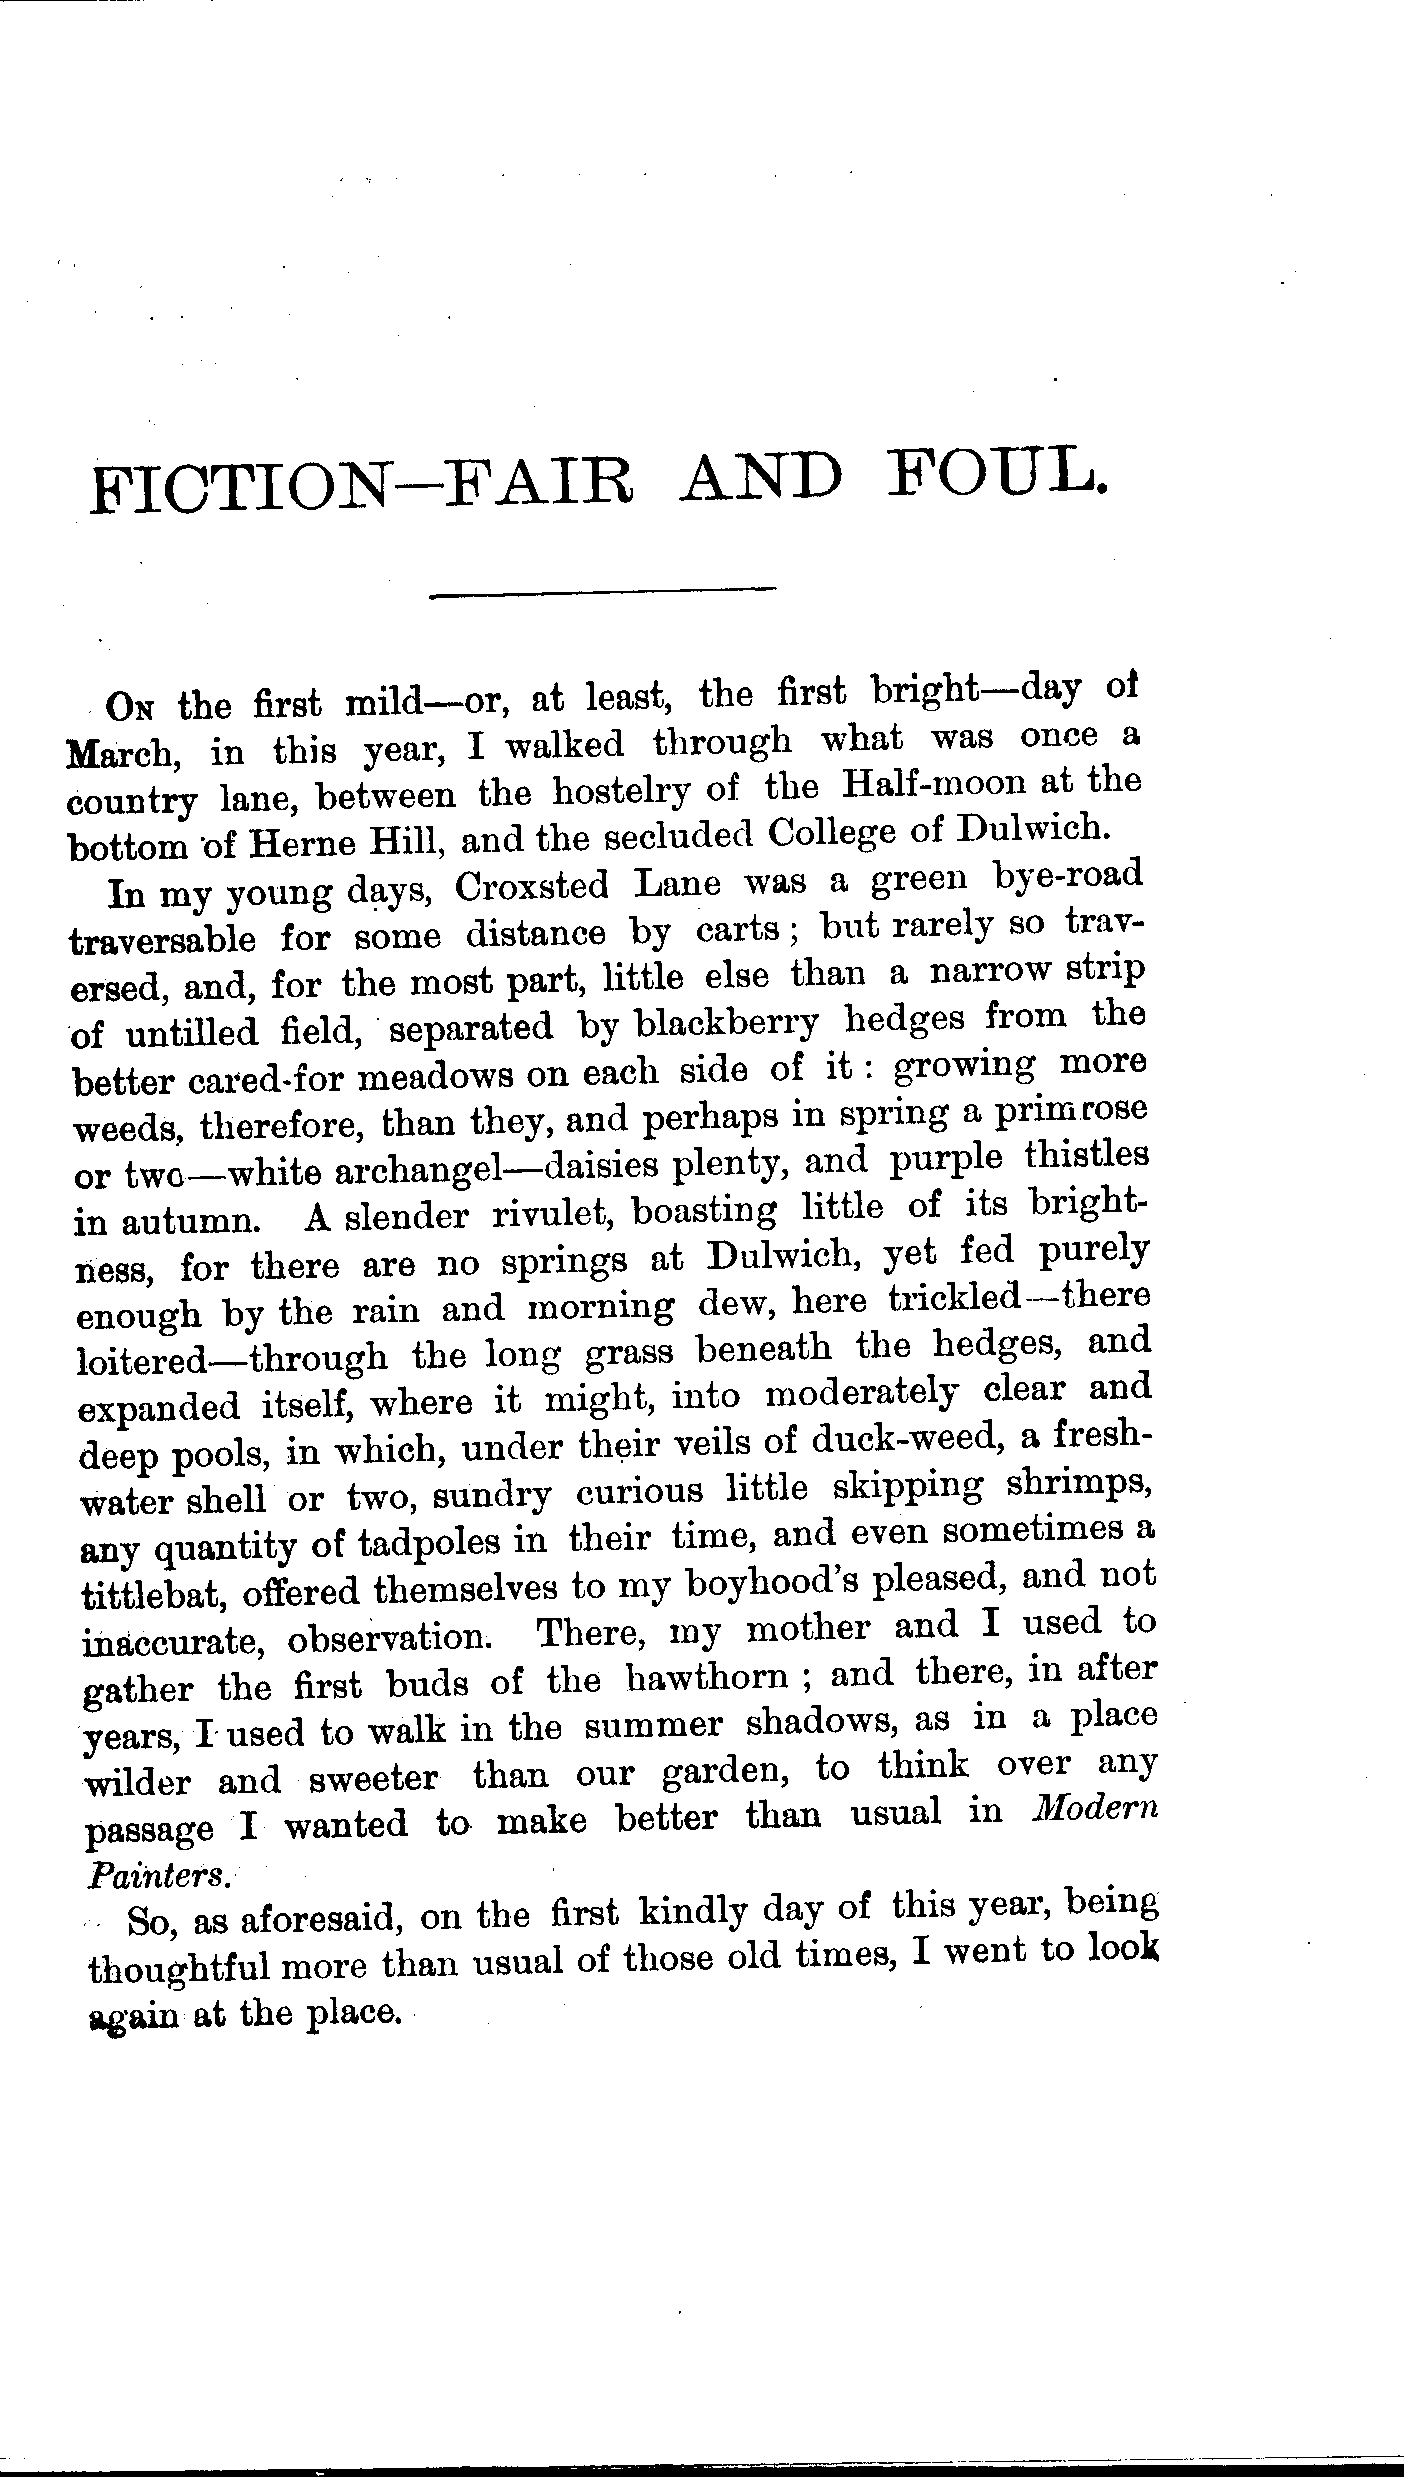 FICTION—FAIR AND FOUL.
ON the first mild—or, at least, the first bright—day of
March, in this year, I walked through what was once a
country lane, between the hostelry of the Half-moon at the
bottom of Herne Hill, and the secluded College of Dulwich.
In my young days, Croxsted Lane was a green bye-road
traversable for some distance by carts; but rarely so trav-
ersed, and, for the most part, little else than a narrow strip
of untilled field, separated by blackberry hedges from the
better cared-for meadows on each side of it: growing more
weeds, therefore, than they, and perhaps in spring a primrose
or two—white archangel—daisies plenty, and purple thistles
in autumn. A slender rivulet, boasting little of its bright-
ness, for there are no springs at Dulwich, yet fed purely
enough by the rain and morning dew, here trickled—there
loitered—through the long grass beneath the hedges, and
expanded itself, where it might, into moderately clear and
deep pools, in which, under their veils of duck-weed, a fresh-
water shell or two, sundry curious little skipping shrimps,
any quantity of tadpoles in their time, and even sometimes a
tittlebat, offered themselves to my boyhood's pleased, and not
inaccurate, observation. There, my mother and I used to
gather the first buds of the hawthorn; and there, in after
years, I used to walk in the summer shadows, as in a place
wilder and sweeter than our garden, to think over any
passage I wanted to make better than usual in Modern
Painters.
So, as aforesaid, on the first kindly day of this year, being
thoughtful more than usual of those old times, I went to look
again at the place.